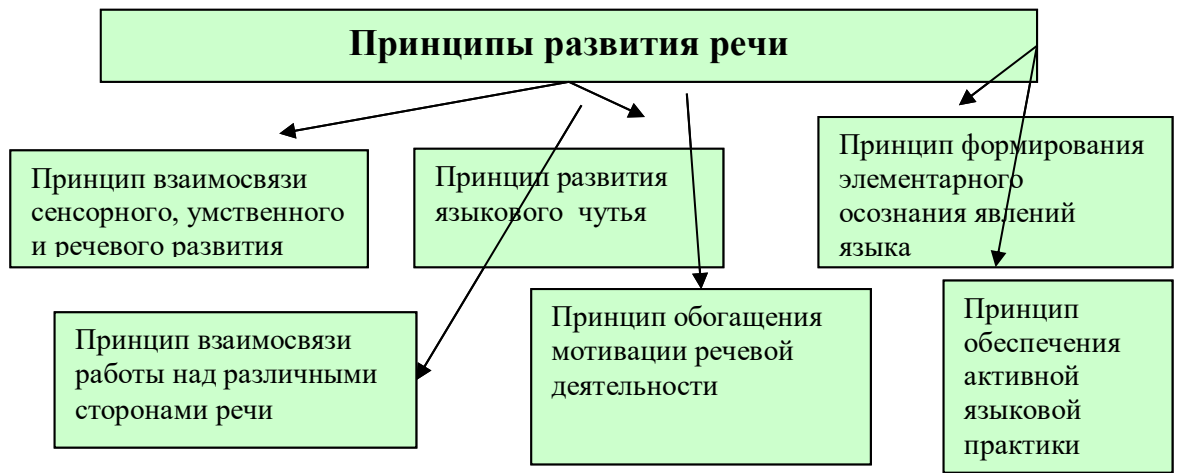 Принципы развития речи
Принцип взаимосвязи
сенсорного, умственного
и речевого развития
Принцип развития
языкового чутья
Принцип формирования
элементарного
осознания явлений
языка
Принцип взаимосвязи
работы над различными
сторонами речи
Принцип обогащения
мотивации речевой
деятельности
Принцип
обеспечения
активной
языковой
практики